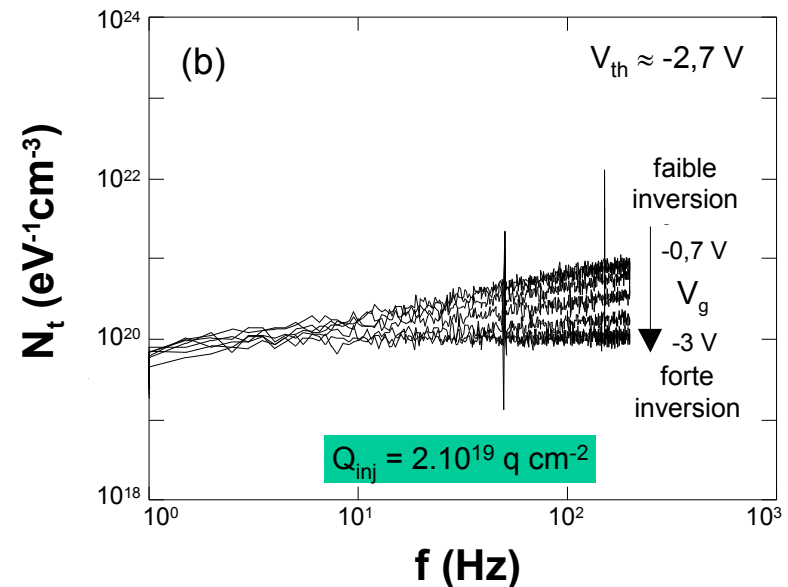 10²⁴
(b)
V_th ≈ -2,7 V
10²²
faible
inversion
-0,7 V
V_g
-3 V
forte
inversion
N_t (eV⁻¹cm⁻³)
10²⁰
Q_inj = 2.10¹⁹ q cm⁻²
10¹⁸
10⁰
10¹
10²
10³
f (Hz)